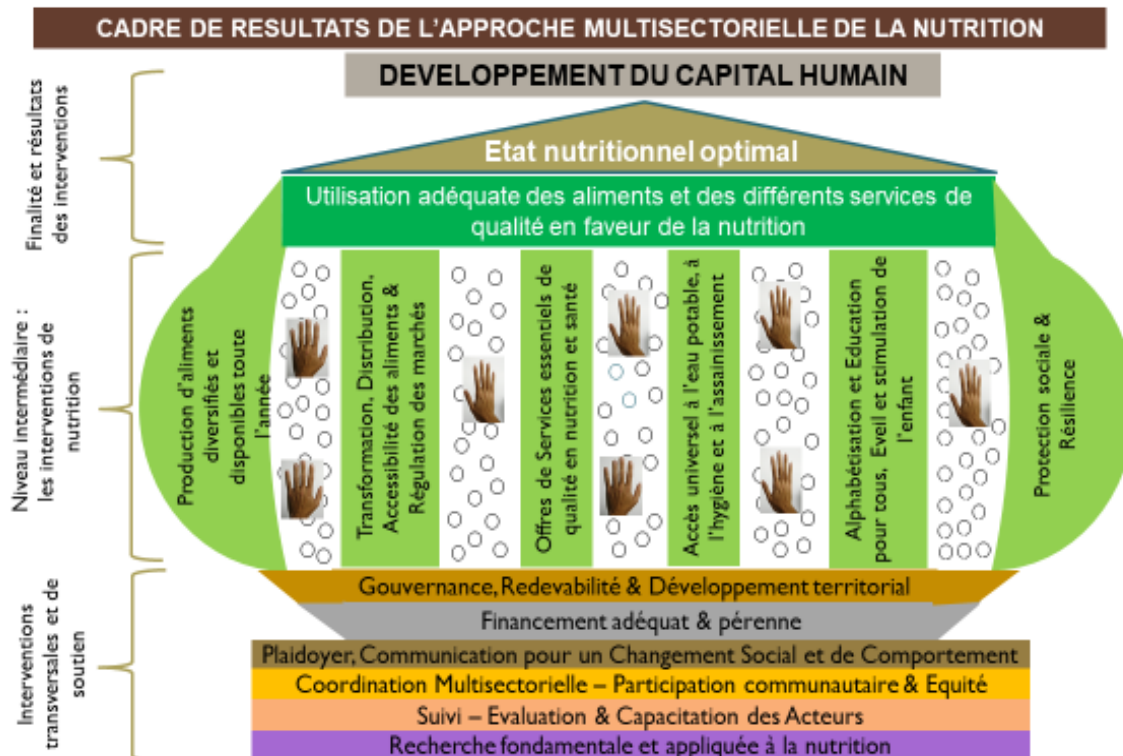 CADRE DE RESULTATS DE L'APPROCHE MULTISECTORIELLE DE LA NUTRITION
DEVELOPPEMENT DU CAPITAL HUMAIN
Etat nutritionnel optimal
Utilisation adéquate des aliments et des différents services de
qualité en faveur de la nutrition
Finalité et résultats
des interventions
Niveau intermédiaire :
les interventions de
nutrition
Production d'aliments
diversifiés et
disponibles toute
l'année
Transformation, Distribution,
Accessibilité des aliments &
Régulation des marchés
Offres de Services essentiels de
qualité en nutrition et santé
Accès universel à l'eau potable, à
l'hygiène et à l'assainissement
Alphabétisation et Education
pour tous, Eveil et stimulation de
l'enfant
Protection sociale &
Résilience
Interventions
transversales et de
soutien
Gouvernance, Redevabilité & Développement territorial
Financement adéquat & pérenne
Plaidoyer, Communication pour un Changement Social et de Comportement
Coordination Multisectorielle – Participation communautaire & Equité
Suivi – Evaluation & Capacitation des Acteurs
Recherche fondamentale et appliquée à la nutrition